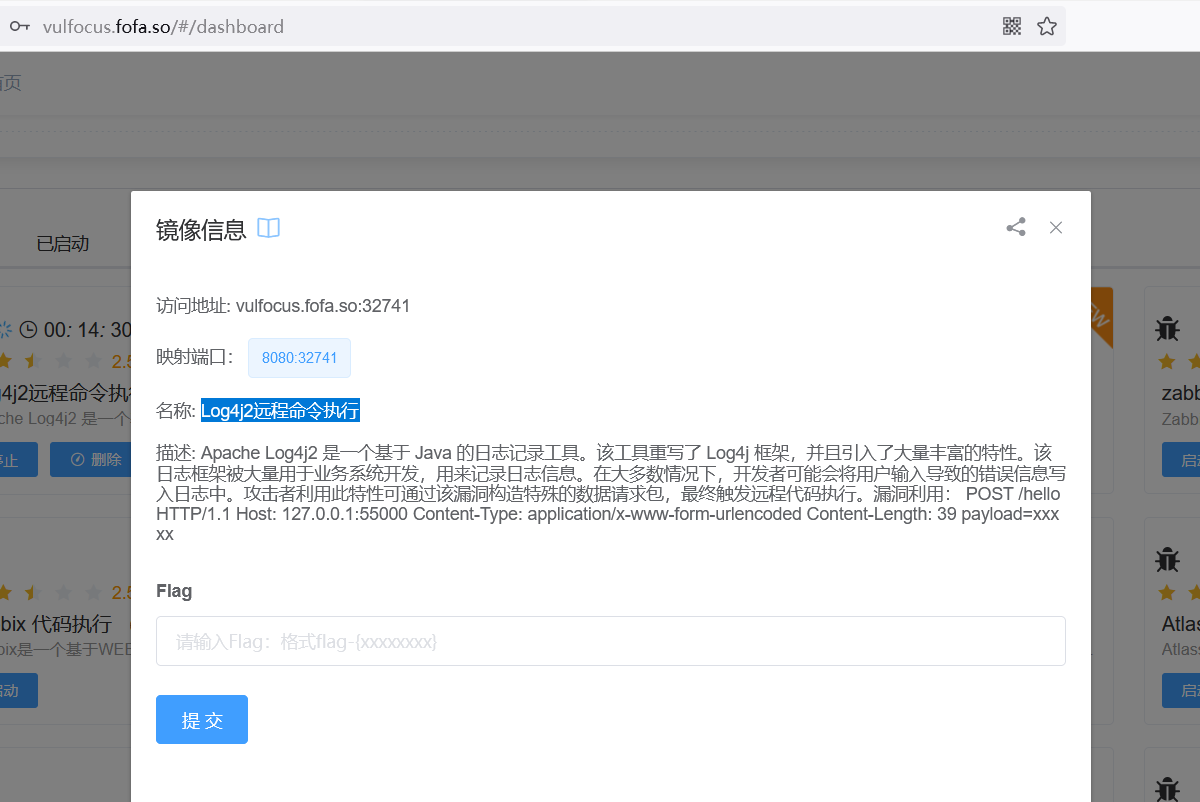 vulfocus.fofa.so/#/dashboard
页
已启动
镜像信息
访问地址: vulfocus.fofa.so:32741
映射端口： 8080:32741
名称: Log4j2远程命令执行
描述: Apache Log4j2 是一个基于 Java 的日志记录工具。该工具重写了 Log4j 框架，并且引入了大量丰富的特性。该
日志框架被大量用于业务系统开发，用来记录日志信息。在大多数情况下，开发者可能会将用户输入导致的错误信息写
入日志中。攻击者利用此特性可通过该漏洞构造特殊的数据请求包，最终触发远程代码执行。漏洞利用： POST /hello
HTTP/1.1 Host: 127.0.0.1:55000 Content-Type: application/x-www-form-urlencoded Content-Length: 39 payload=xxx
xx
Flag
请输入Flag：格式flag-{xxxxxxxx}
提 交
00: 14: 30
2.5
4j2远程命令执
che Log4j2 是一个
止
删除
2.5
bix 代码执行
bix是一个基于WEB
动
zabb
Zabb
启
Atlas
Atlas
启